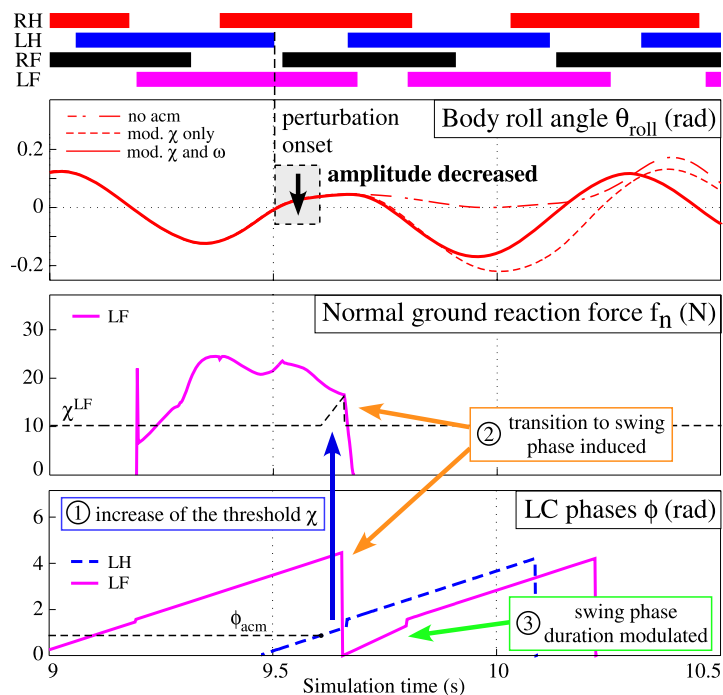 RH
LH
RF
LF
no acm
mod. χ only
mod. χ and ω
perturbation
onset
Body roll angle θroll (rad)
amplitude decreased
0.2
0
-0.2
Normal ground reaction force fn (N)
LF
30
20
χLF
10
0
② transition to swing
phase induced
① increase of the threshold χ
LC phases ϕ (rad)
6
4
2
0
LH
LF
ϕacm
③ swing phase
duration modulated
9
9.5
10
10.5
Simulation time (s)